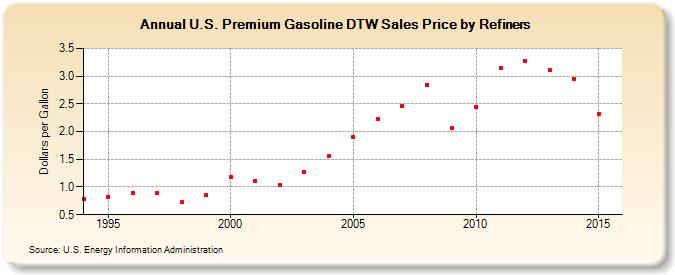 Annual U.S. Premium Gasoline DTW Sales Price by Refiners
Dollars per Gallon
3.5
3.0
2.5
2.0
1.5
1.0
0.5
1995 2000 2005 2010 2015
Source: U.S. Energy Information Administration